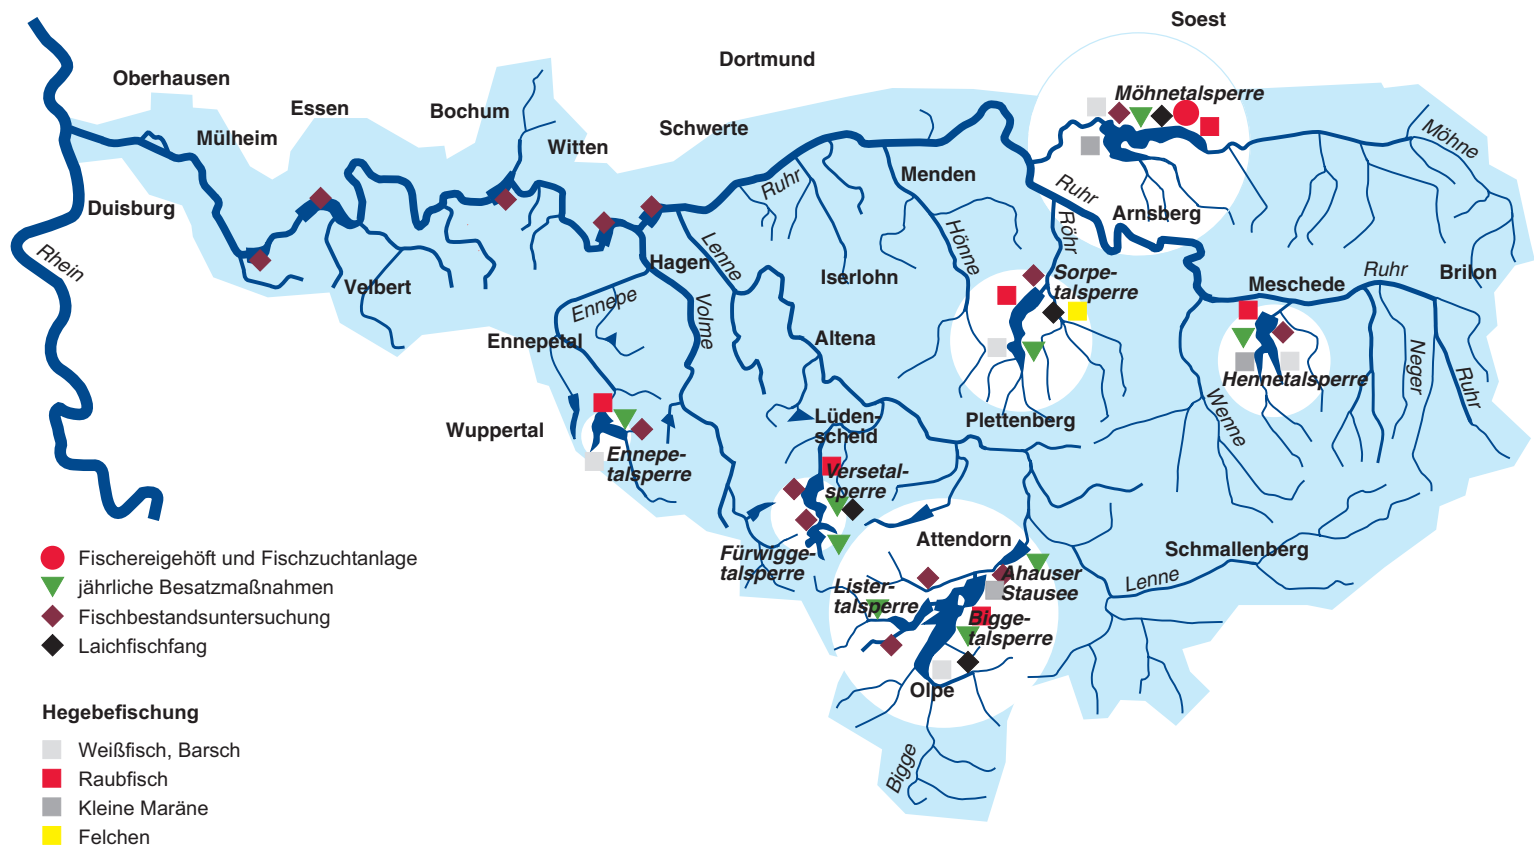 Soest
Dortmund
Oberhausen
Essen
Bochum
Möhnetalsperre
Schwerte
Mülheim
Witten
Möhne
Menden
Ruhr
Ruhr
Duisburg
Arnsberg
Röhr
Hönne
Lenne
Rhein
Hagen
Iserlohn
Sorpe-
talsperre
Ruhr
Brilon
Meschede
Velbert
Ennepe
Volme
Ennepetal
Altena
Neger
Ruhr
Hennetalsperre
Wenne
Wuppertal
Lüden-
scheid
Plettenberg
Ennepe-
talsperre
Versetal-
sperre
Attendorn
Fürwigge-
talsperre
Schmallenberg
Lenne
Ahauser
Stausee
Lister-
talsperre
Bigge-
talsperre
Olpe
Bigge
Fischereigehöft und Fischzuchtanlage
jährliche Besatzmaßnahmen
Fischbestandsuntersuchung
Laichfischfang
Hegebefischung
Weißfisch, Barsch
Raubfisch
Kleine Maräne
Felchen